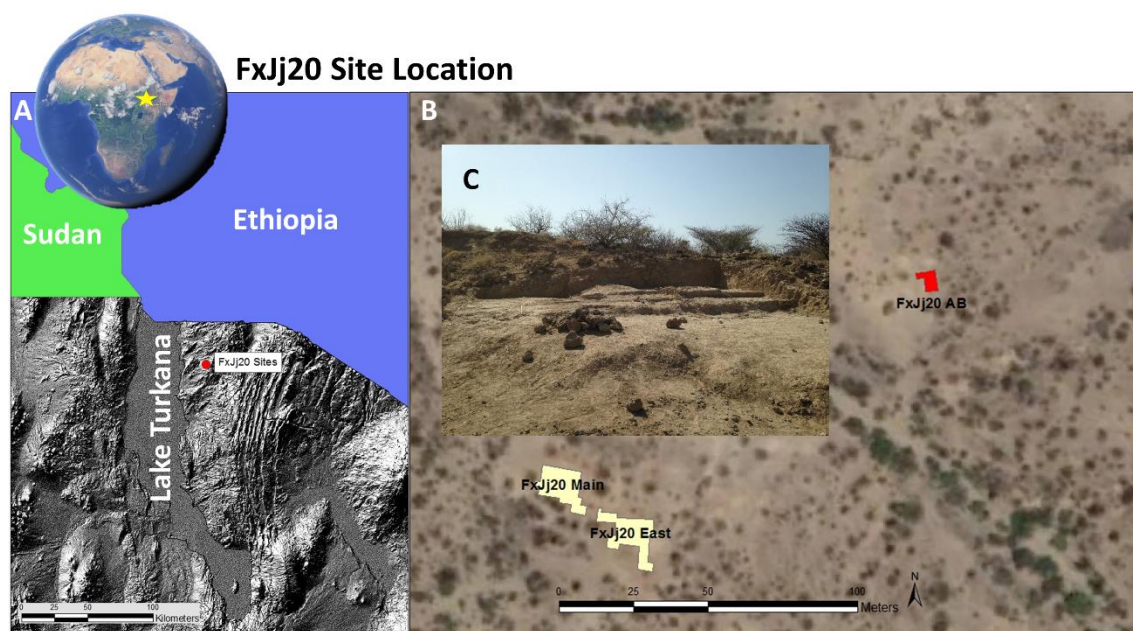 FxJj20 Site Location
A
B
C
Sudan
Ethiopia
FxJj20 Sites
Lake Turkana
FxJj20 AB
FxJj20 Main
FxJj20 East
0 25 50 100
Kilometers
0 25 50 100
Meters
N